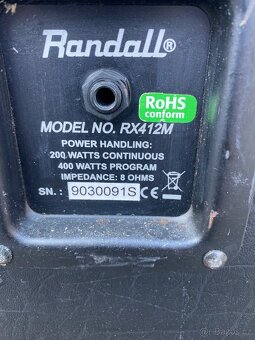 Randall®
RoHS
conform
MODEL NO. RX412M
POWER HANDLING:
200 WATTS CONTINUOUS
400 WATTS PROGRAM
IMPEDANCE: 8 OHMS
SN.: 9030091S CE